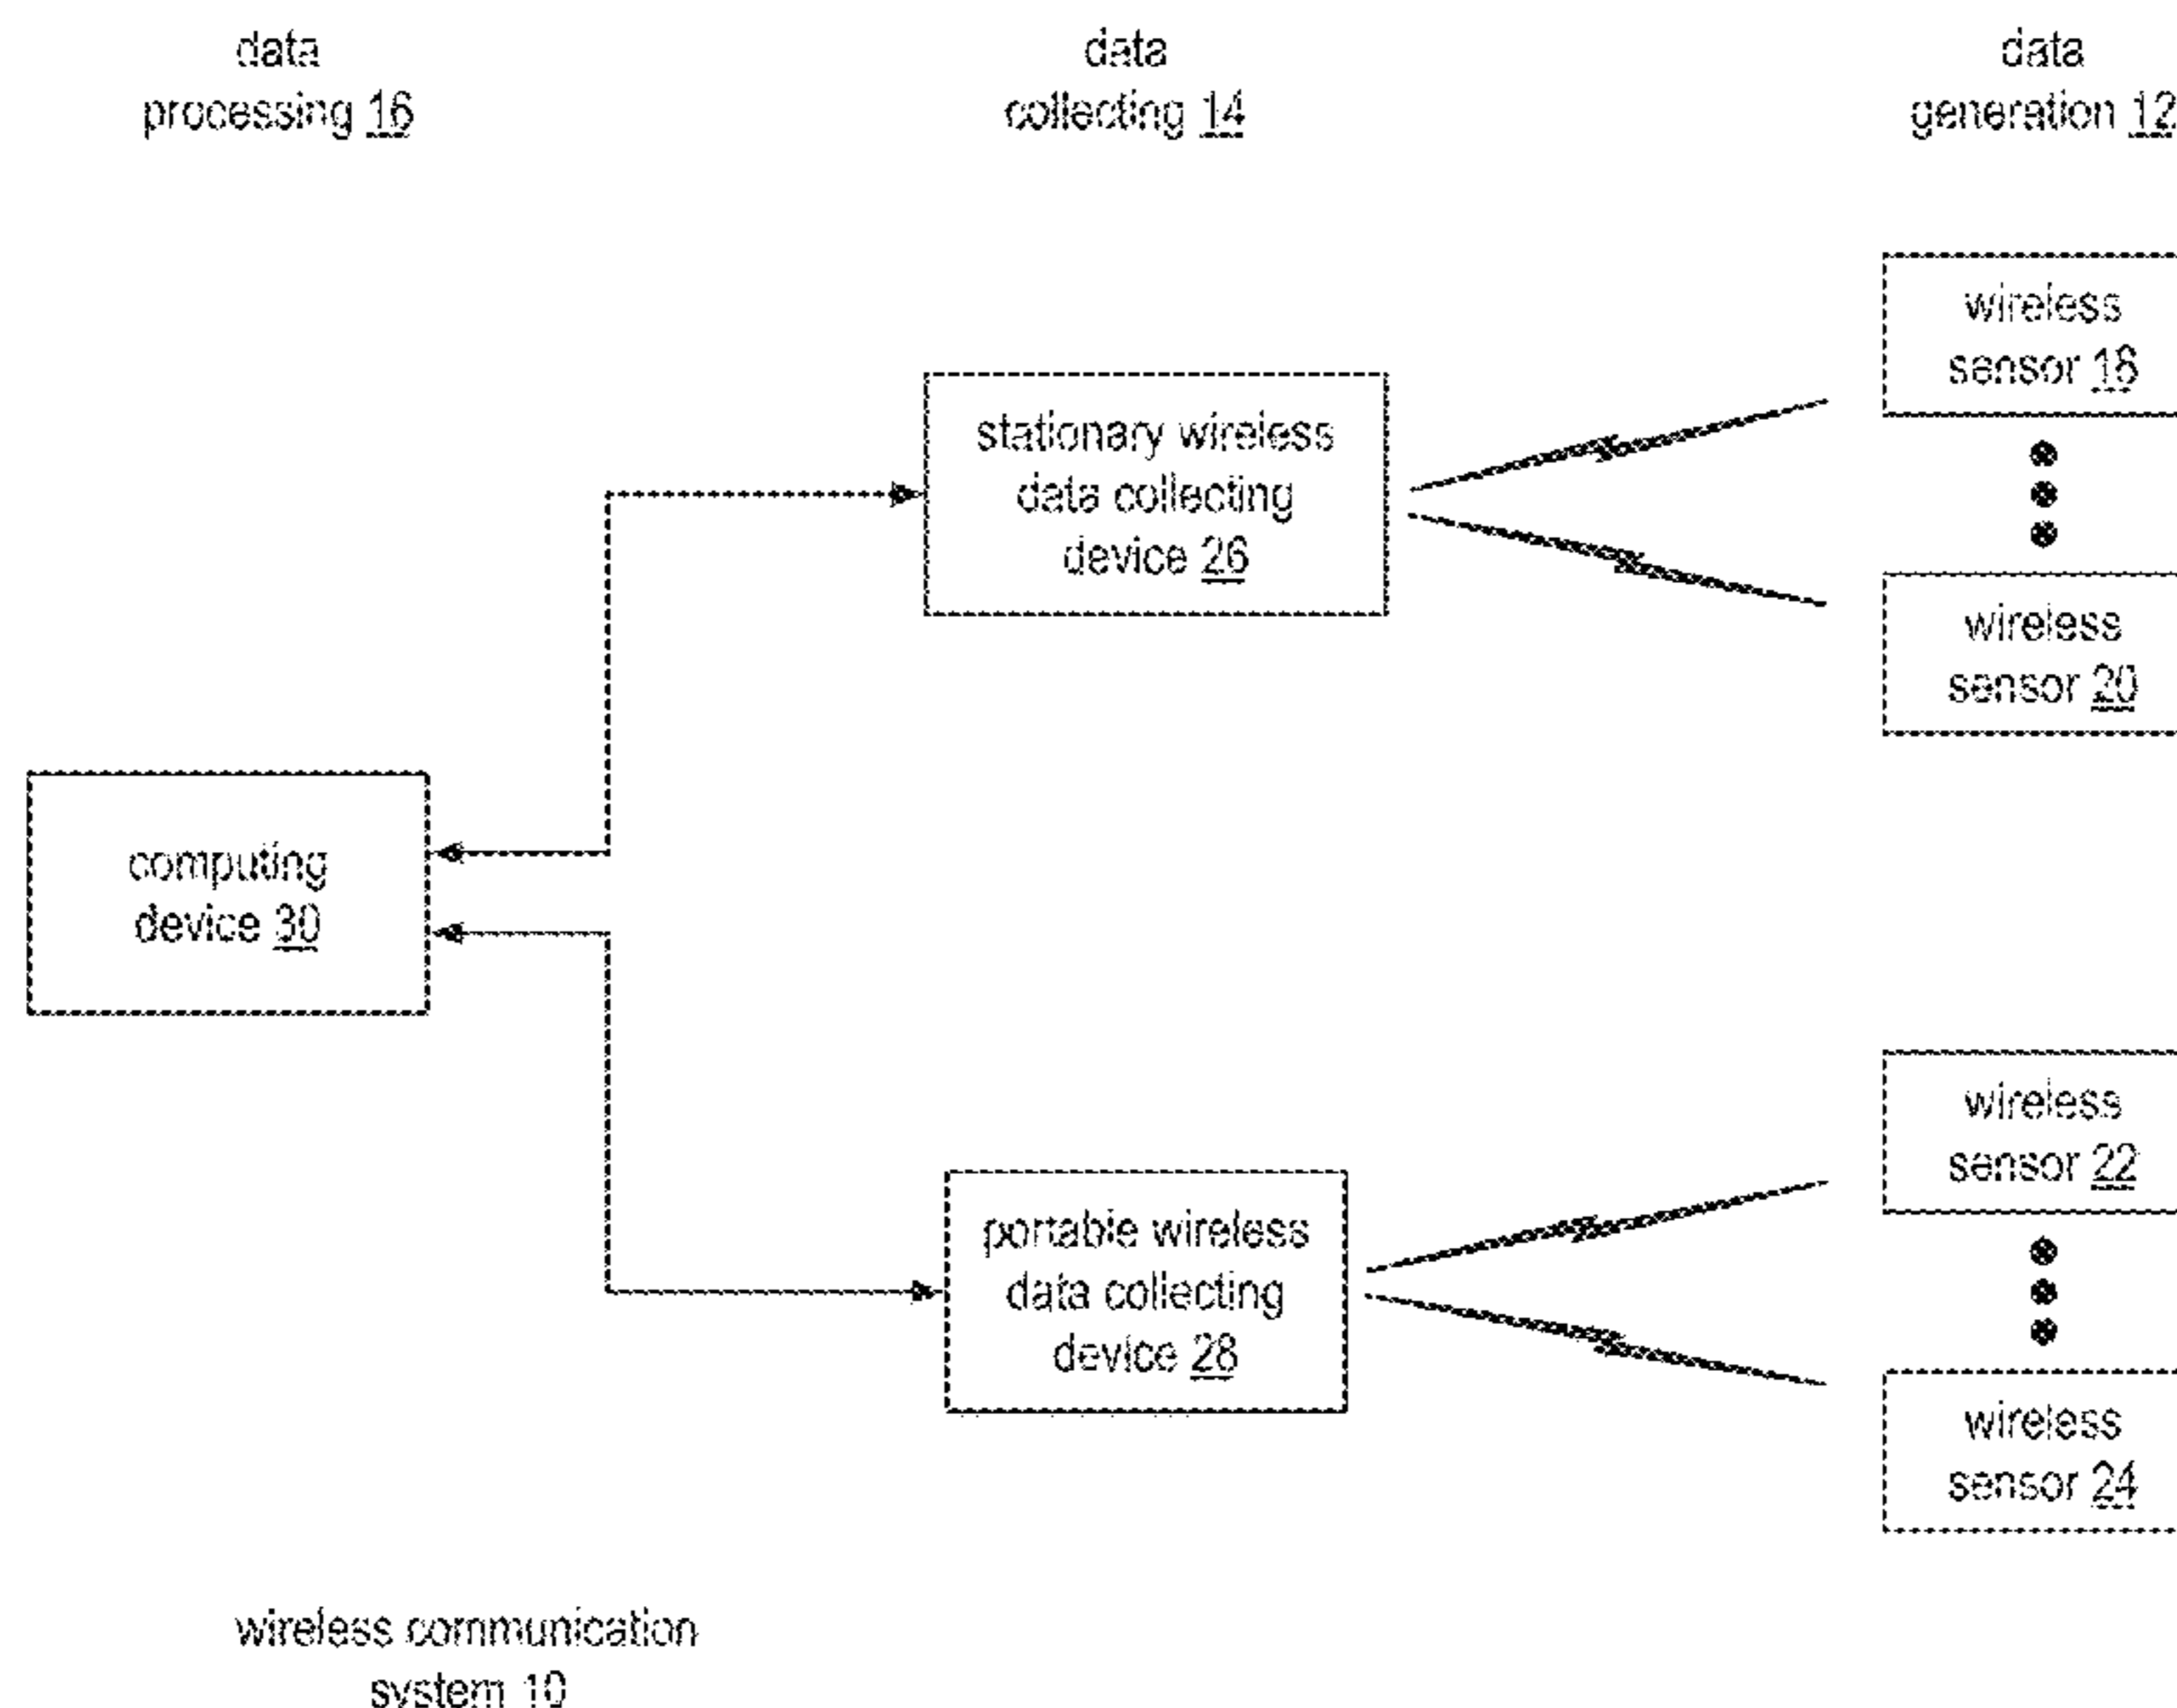 data
processing 16
data
collecting 14
data
generation 12
wireless
sensor 18
stationary wireless
data collecting
device 26
wireless
sensor 20
computing
device 30
wireless
sensor 22
portable wireless
data collecting
device 28
wireless
sensor 24
wireless communication
system 10